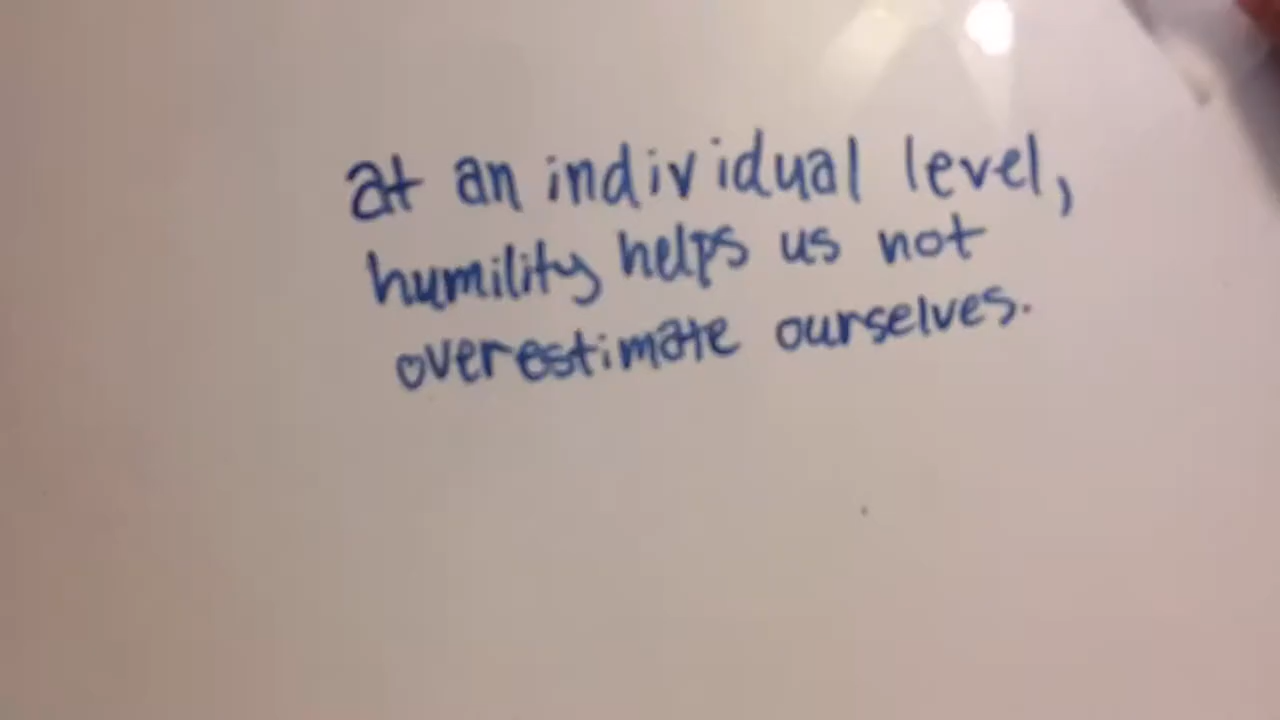 at an individual level,
humility helps us not
overestimate ourselves.